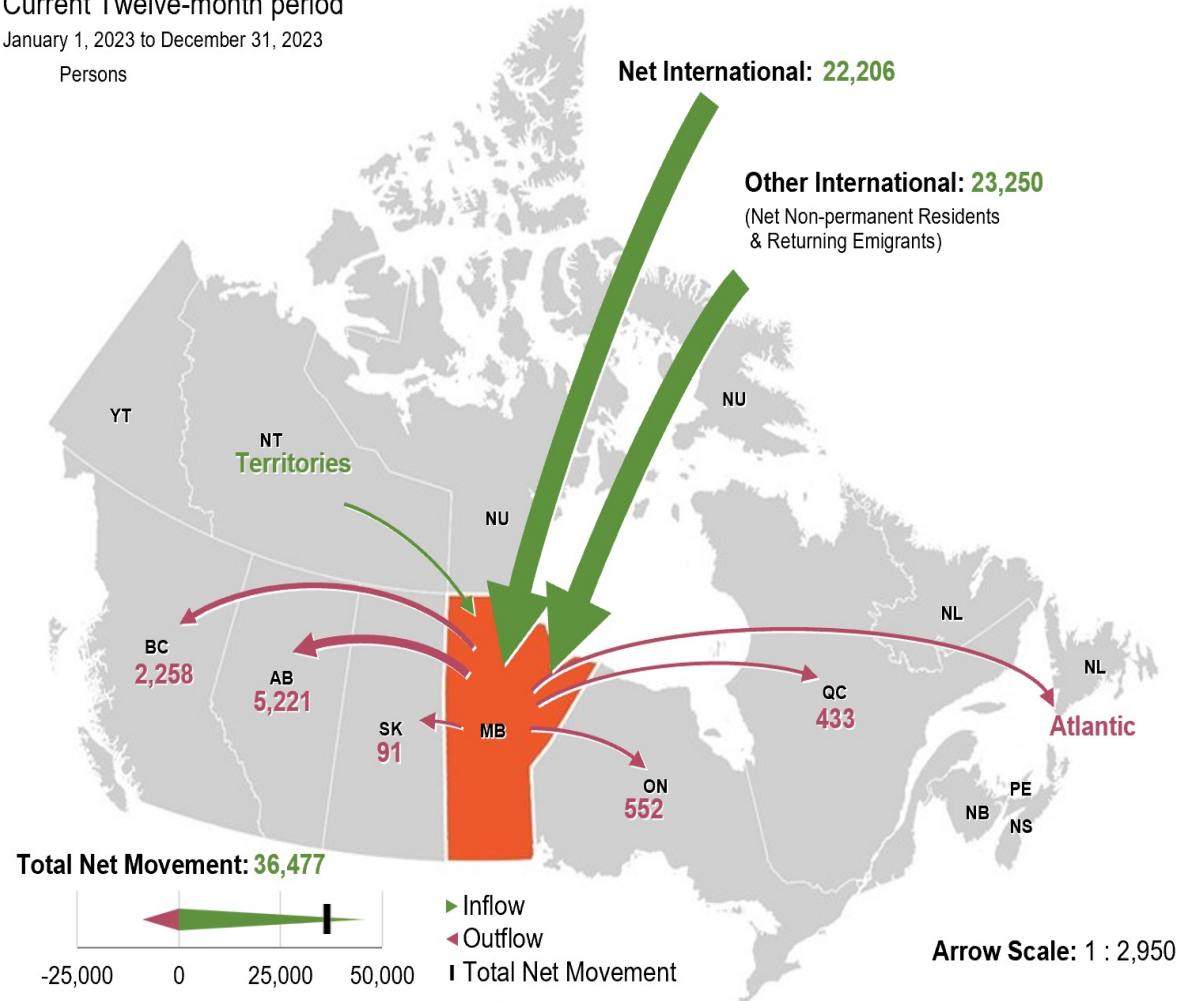 Current Twelve-month period
January 1, 2023 to December 31, 2023
Persons
Net International: 22,206
Other International: 23,250
(Net Non-permanent Residents
& Returning Emigrants)
YT
NT
Territories
NU
NU
BC
2,258
AB
5,221
SK
91
MB
ON
552
QC
433
NL
NL
Atlantic
PE
NB
NS
Total Net Movement: 36,477
-25,000 0 25,000 50,000
Inflow
Outflow
Total Net Movement
Arrow Scale: 1 : 2,950